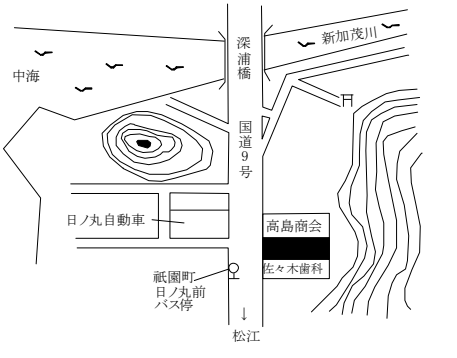 深浦橋
新加茂川
中海
国道9号
日ノ丸自動車
高島商会
佐々木歯科
祇園町
日ノ丸前
バス停
↓
松江